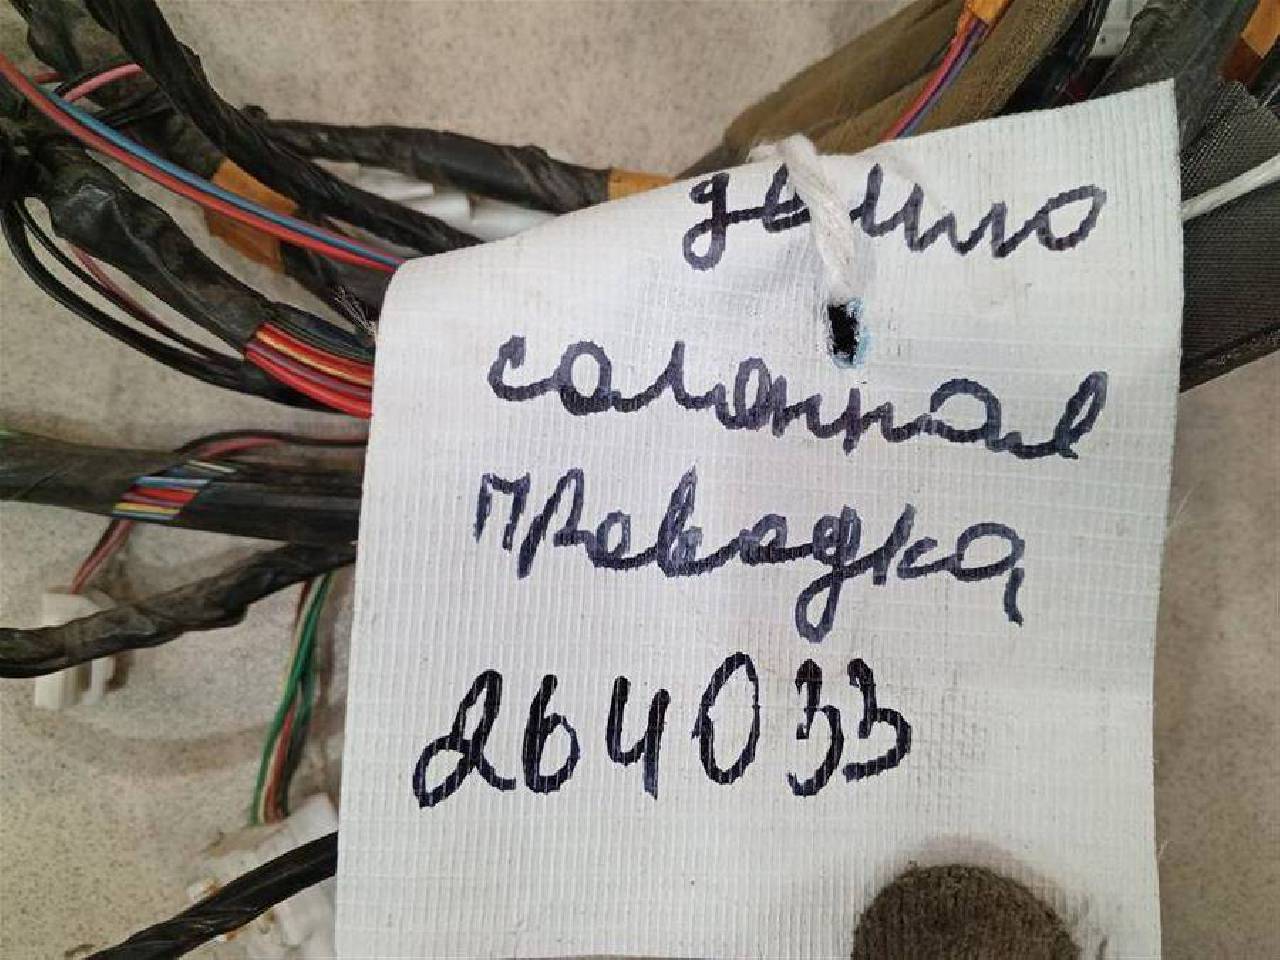 демио
салонная
проводка
264033